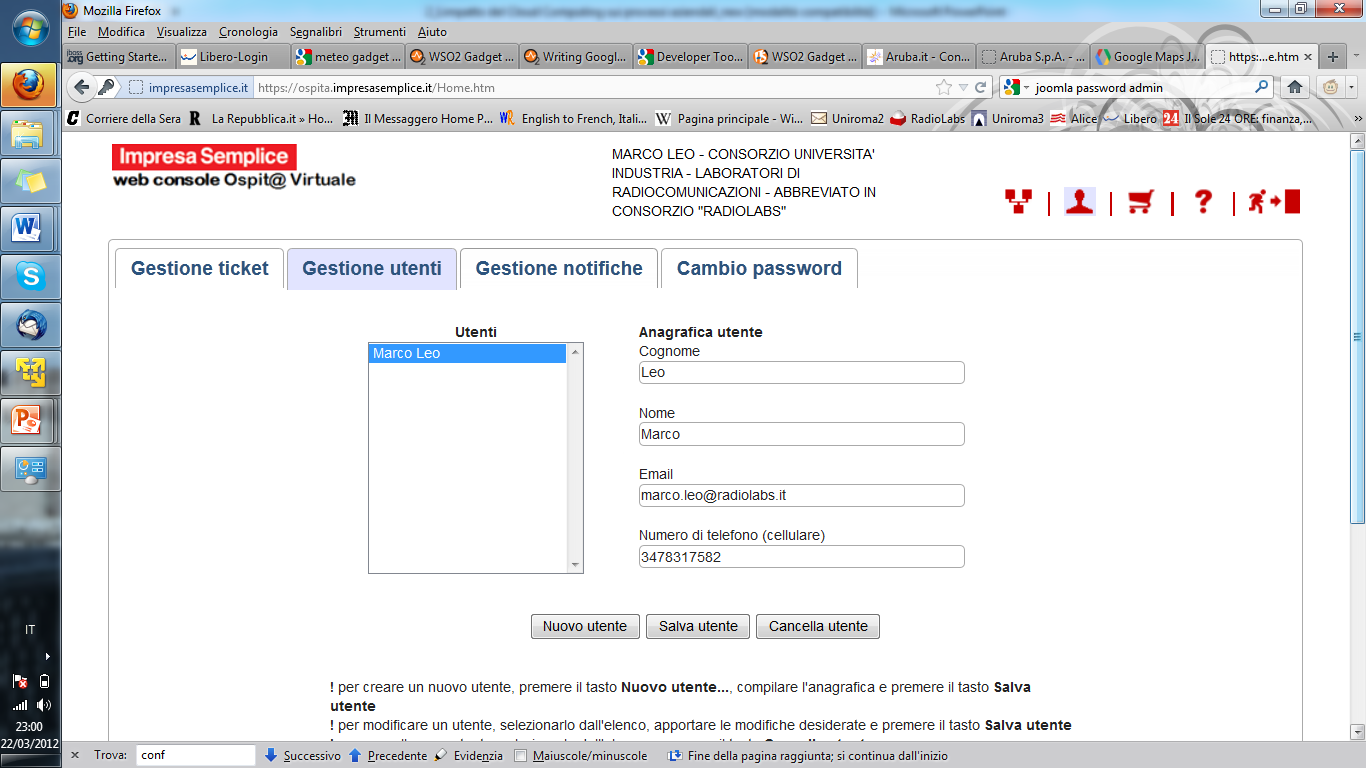 Mozilla Firefox
File Modifica Visualizza Cronologia Segnalibri Strumenti Aiuto
Getting Starte... Libero-Login meteo gadget ... WSO2 Gadget ... Writing Googl... Developer Too... WSO2 Gadget ... Aruba.it - Con... Aruba S.p.A. - ... Google Maps J... https:...e.htm
impresasemplice.it https://ospita.impresasemplice.it/Home.htm joomla password admin
Corriere della Sera La Repubblica.it » Ho... Il Messaggero Home P... English to French, Itali... Pagina principale - Wi... Uniroma2 RadioLabs Uniroma3 Alice Libero Il Sole 24 ORE: finanza,...
Impresa Semplice
web console Ospit@ Virtuale
MARCO LEO - CONSORZIO UNIVERSITA'
INDUSTRIA - LABORATORI DI
RADIOCOMUNICAZIONI - ABBREVIATO IN
CONSORZIO "RADIOLABS"
Gestione ticket Gestione utenti Gestione notifiche Cambio password
Utenti
Marco Leo
Anagrafica utente
Cognome
Leo
Nome
Marco
Email
marco.leo@radiolabs.it
Numero di telefono (cellulare)
3478317582
Nuovo utente Salva utente Cancella utente
! per creare un nuovo utente, premere il tasto Nuovo utente..., compilare l'anagrafica e premere il tasto Salva
utente
! per modificare un utente, selezionarlo dall'elenco, apportare le modifiche desiderate e premere il tasto Salva utente
IT
23:00
22/03/2012
Trova: conf Successivo Precedente Evidenzia Maiuscole/minuscole Fine della pagina raggiunta; si continua dall'inizio